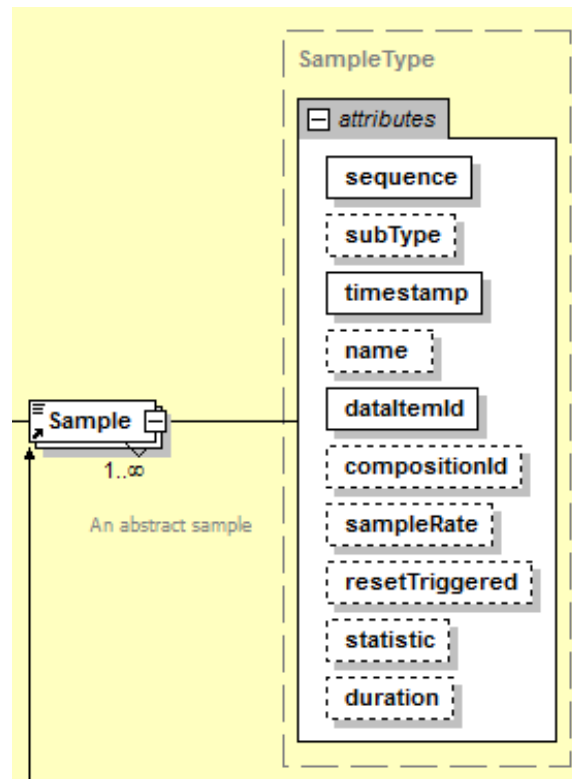 SampleType
attributes
sequence
subType
timestamp
name
dataItemId
Sample
compositionId
1..∞
sampleRate
An abstract sample
resetTriggered
statistic
duration